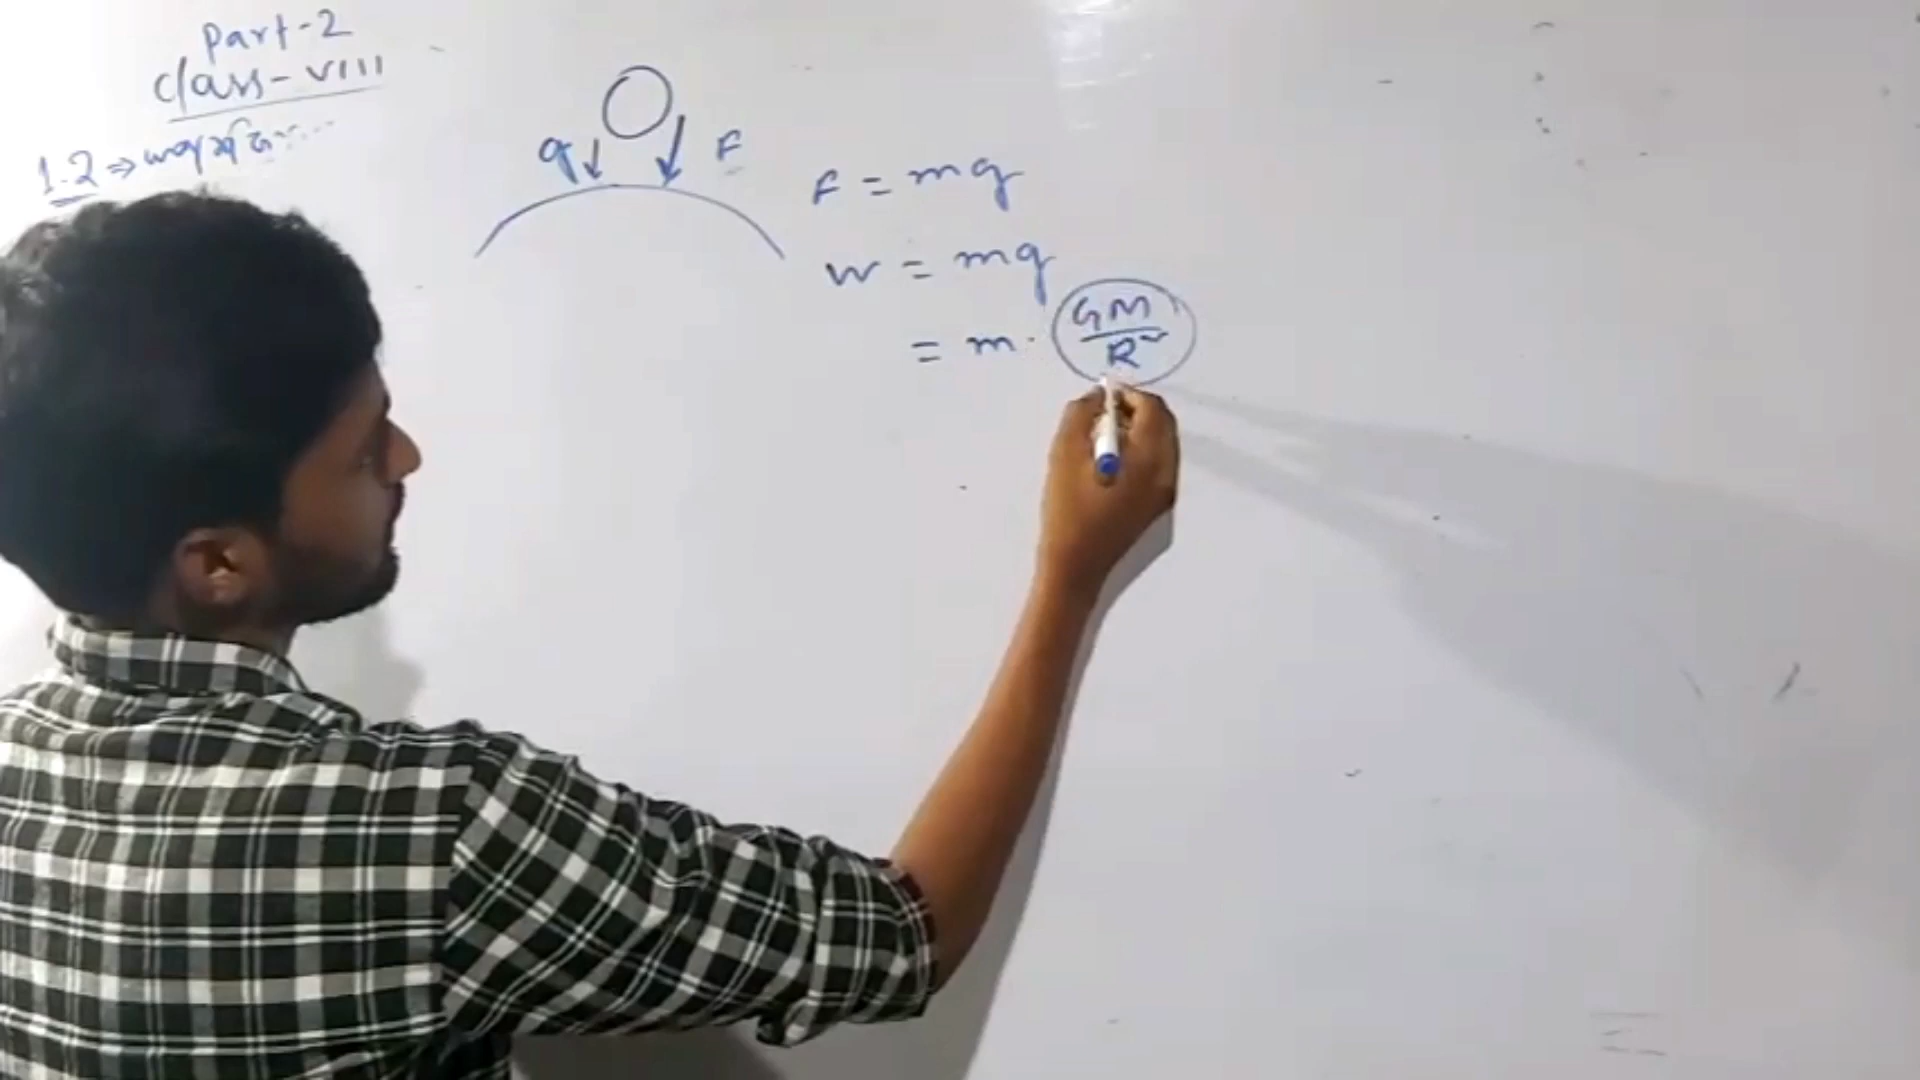 Part-2
Class-VIII
1.2 ⇒
g F
F = mg
W = mg
= m · GM/R²